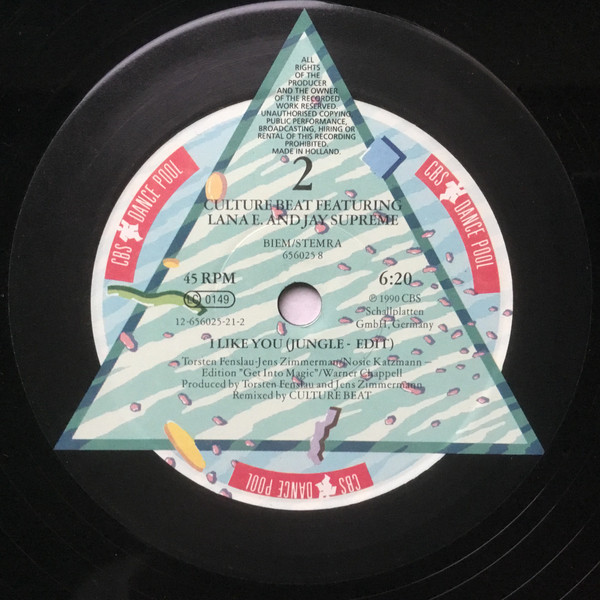 ALL
RIGHTS
OF THE
PRODUCER
AND THE OWNER
OF THE RECORDED
WORK RESERVED.
UNAUTHORISED COPYING
PUBLIC PERFORMANCE,
BROADCASTING, HIRING OR
RENTAL OF THIS RECORDING
PROHIBITED.
MADE IN HOLLAND.
2
CULTURE BEAT FEATURING
LANA E. AND JAY SUPREME
BIEM/STEMRA
656025 8
45 RPM
LC 0149
12-656025-21-2
6:20
℗ 1990 CBS
Schallplatten
GmbH, Germany
I LIKE YOU (JUNGLE - EDIT)
Torsten Fenslau-Jens Zimmerman/Nosie Katzmann –
Edition "Get Into Magic"/Warner Chappell
Produced by Torsten Fenslau and Jens Zimmermann
Remixed by CULTURE BEAT
CBS DANCE POOL
CBS DANCE POOL
CBS DANCE POOL